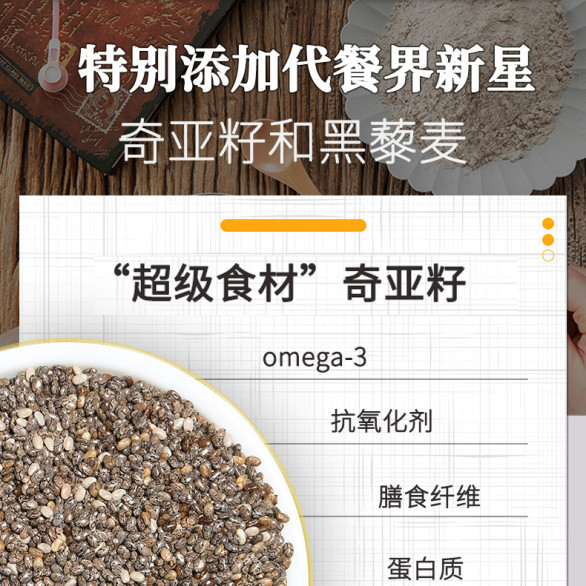 特别添加代餐界新星
奇亚籽和黑藜麦
“超级食材”奇亚籽
omega-3
抗氧化剂
膳食纤维
蛋白质